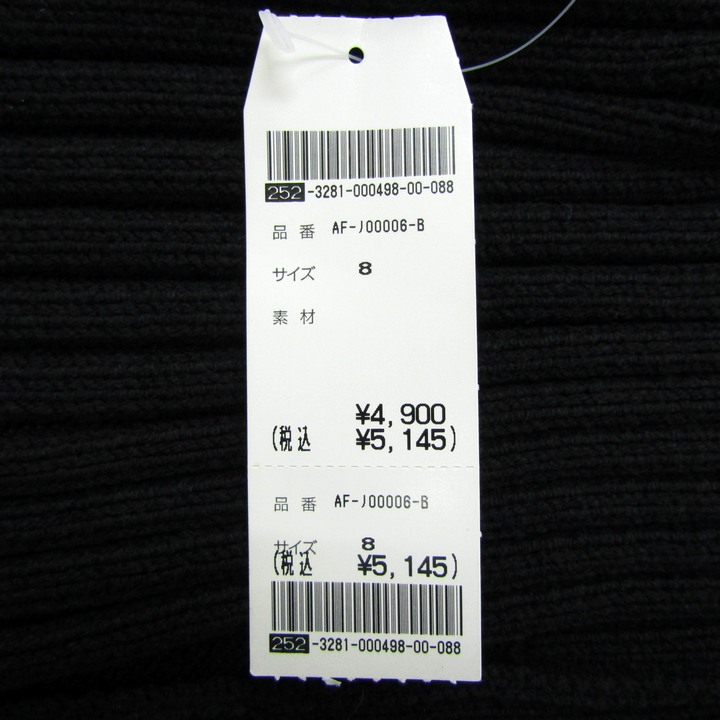 252-3281-000498-00-088
品番 AF-J00006-B
サイズ 8
素材
¥4,900
(税込 ¥5,145)
品番 AF-J00006-B
サイズ 8
(税込 ¥5,145)
252-3281-000498-00-088